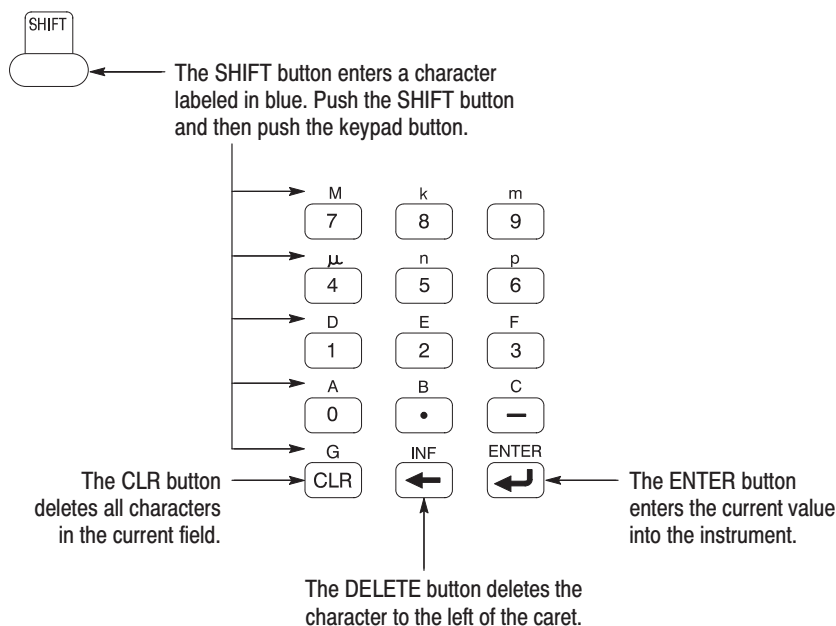 SHIFT
The SHIFT button enters a character
labeled in blue. Push the SHIFT button
and then push the keypad button.
M k m
7 8 9
μ n p
4 5 6
D E F
1 2 3
A B C
0 • –
G INF ENTER
CLR
The CLR button
deletes all characters
in the current field.
The ENTER button
enters the current value
into the instrument.
The DELETE button deletes the
character to the left of the caret.